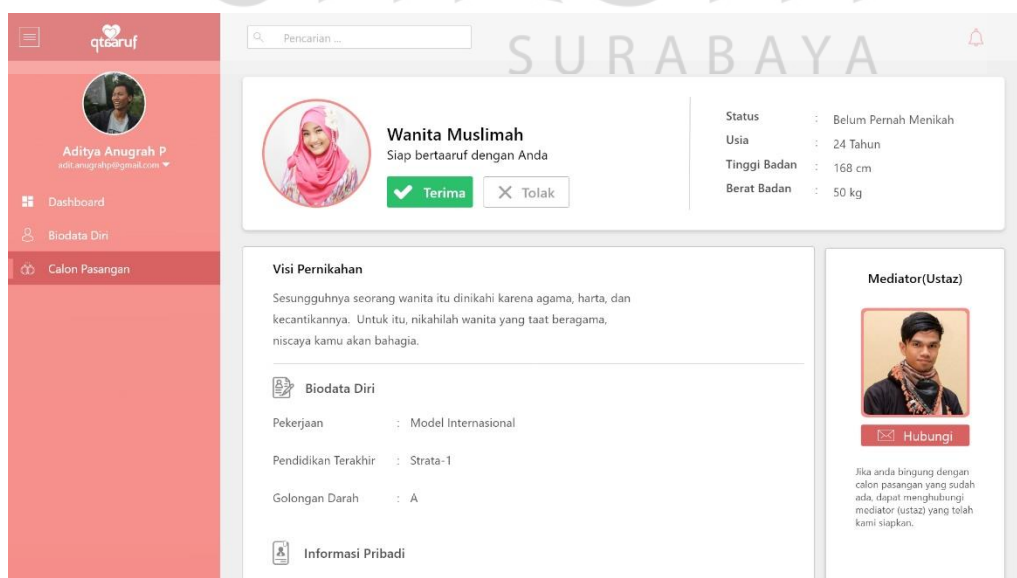 SURABAYA
qtaaruf
Pencarian ...
Aditya Anugrah P
adit.anugrahp@gmail.com
Dashboard
Biodata Diri
Calon Pasangan
Wanita Muslimah
Siap bertaaruf dengan Anda
Terima
Tolak
Status : Belum Pernah Menikah
Usia : 24 Tahun
Tinggi Badan : 168 cm
Berat Badan : 50 kg
Visi Pernikahan
Sesungguhnya seorang wanita itu dinikahi karena agama, harta, dan
kecantikannya. Untuk itu, nikahilah wanita yang taat beragama,
niscaya kamu akan bahagia.
Biodata Diri
Pekerjaan : Model Internasional
Pendidikan Terakhir : Strata-1
Golongan Darah : A
Informasi Pribadi
Mediator(Ustaz)
Hubungi
Jika anda bingung dengan
calon pasangan yang sudah
ada, dapat menghubungi
mediator (ustaz) yang telah
kami siapkan.